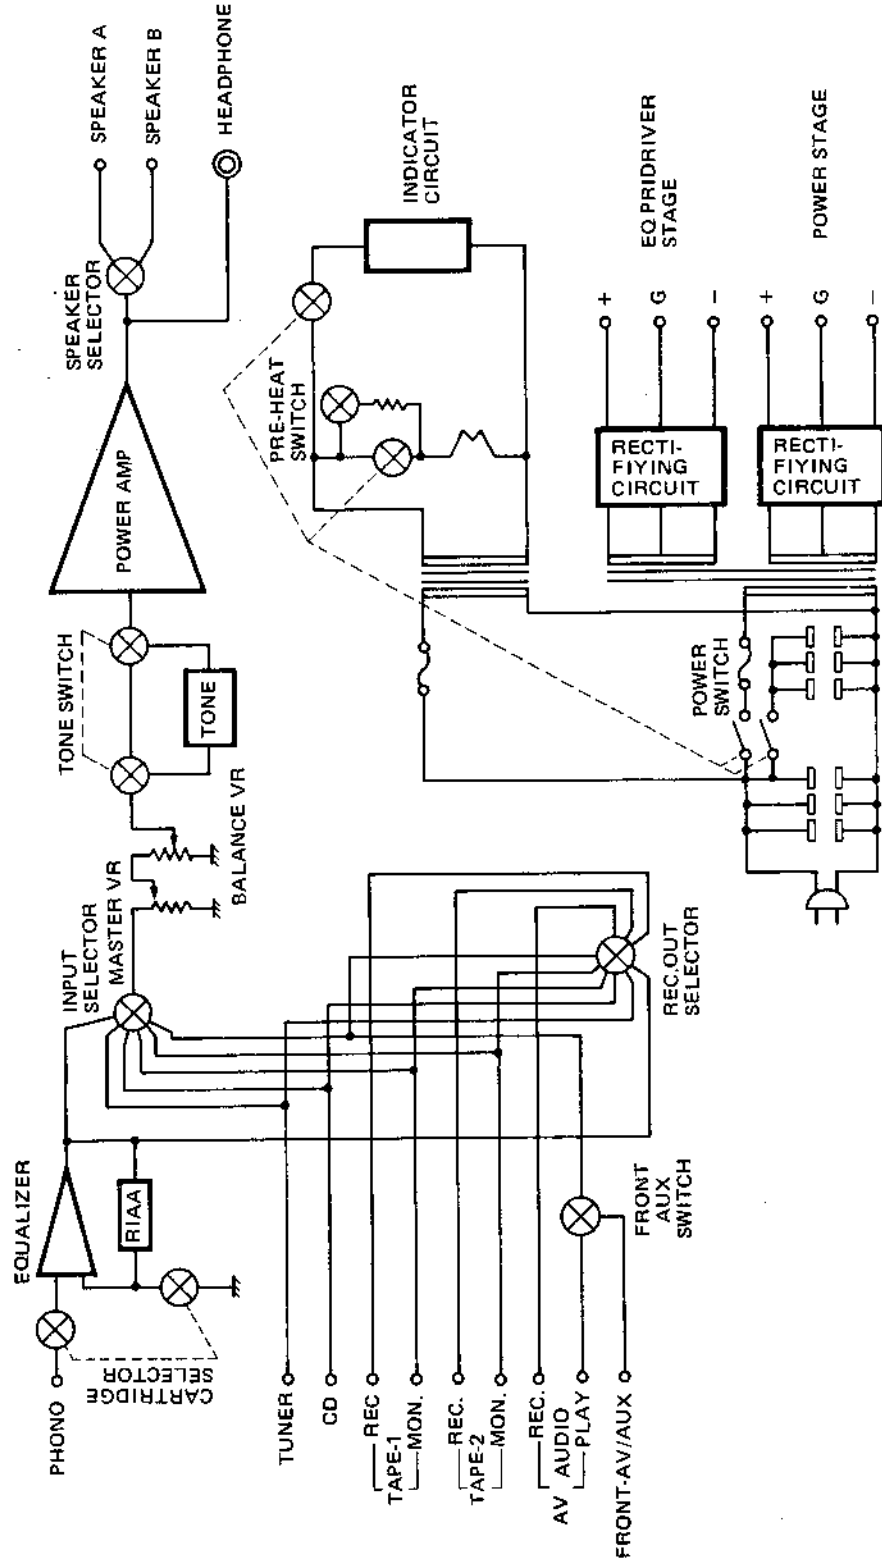 PHONO
CARTRIDGE
SELECTOR
EQUALIZER
RIAA
INPUT
SELECTOR
MASTER VR
BALANCE VR
TONE SWITCH
TONE
POWER AMP
SPEAKER
SELECTOR
SPEAKER A
SPEAKER B
HEADPHONE
TUNER
CD
REC
TAPE-1
MON.
REC.
TAPE-2
MON.
REC.
AV AUDIO
PLAY
FRONT-AV/AUX
FRONT
AUX
SWITCH
REC.OUT
SELECTOR
PRE-HEAT
SWITCH
INDICATOR
CIRCUIT
POWER
SWITCH
RECTI-
FIYING
CIRCUIT
+
G
−
EQ PRIDRIVER
STAGE
RECTI-
FIYING
CIRCUIT
+
G
−
POWER STAGE